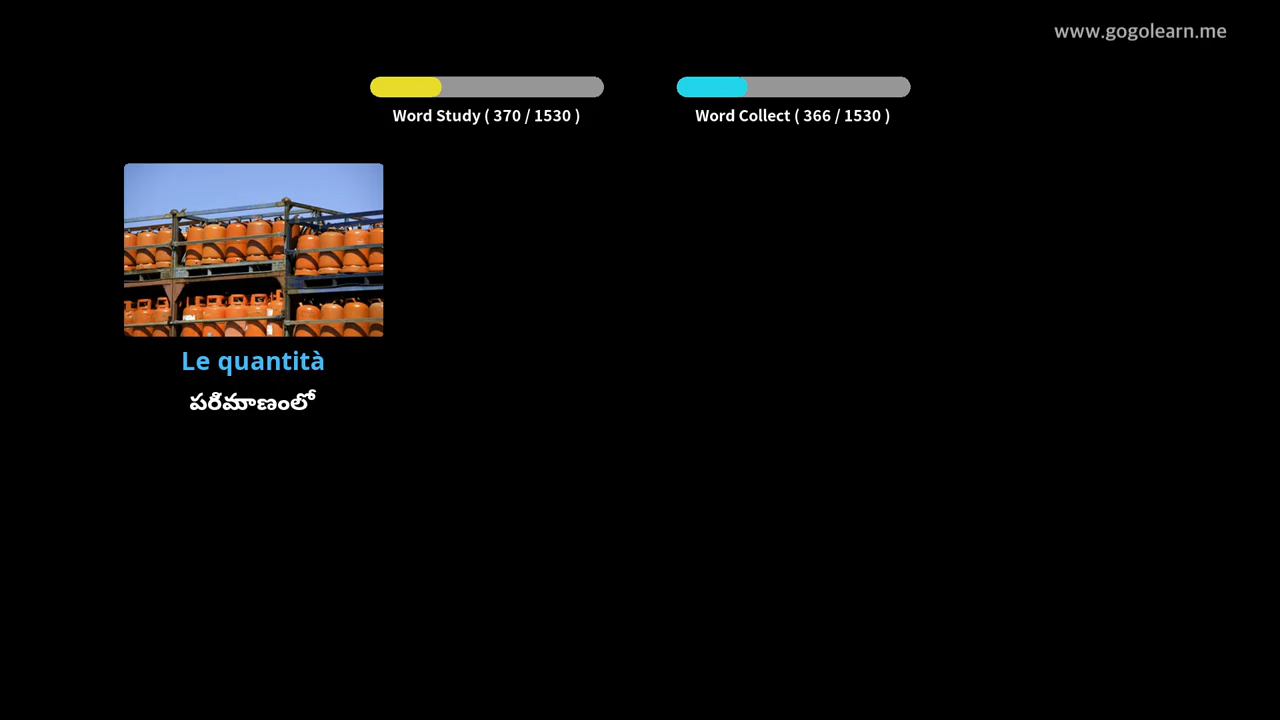 www.gogolearn.me
Word Study ( 370 / 1530 )
Word Collect ( 366 / 1530 )
Le quantità
పరిమాణంలో